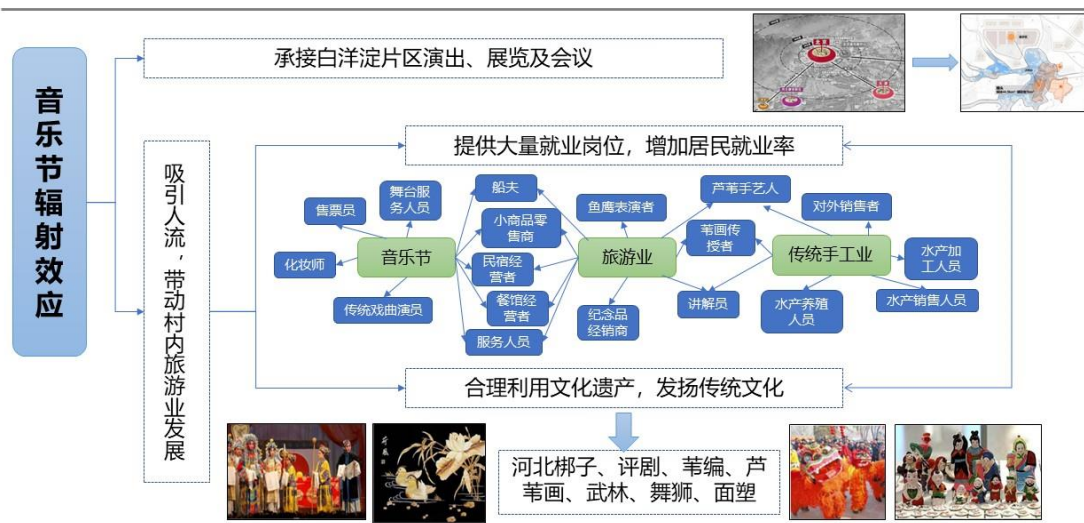 音乐节辐射效应
承接白洋淀片区演出、展览及会议
吸引人流，带动村内旅游业发展
提供大量就业岗位，增加居民就业率
售票员
舞台服
务人员
化妆师
音乐节
传统戏曲演员
船夫
小商品零
售商
民宿经
营者
餐馆经
营者
服务人员
鱼鹰表演者
旅游业
纪念品
经销商
芦苇手艺人
苇画传
授者
讲解员
对外销售者
传统手工业
水产加
工人员
水产养殖
人员
水产销售人员
合理利用文化遗产，发扬传统文化
河北梆子、评剧、苇编、芦
苇画、武林、舞狮、面塑